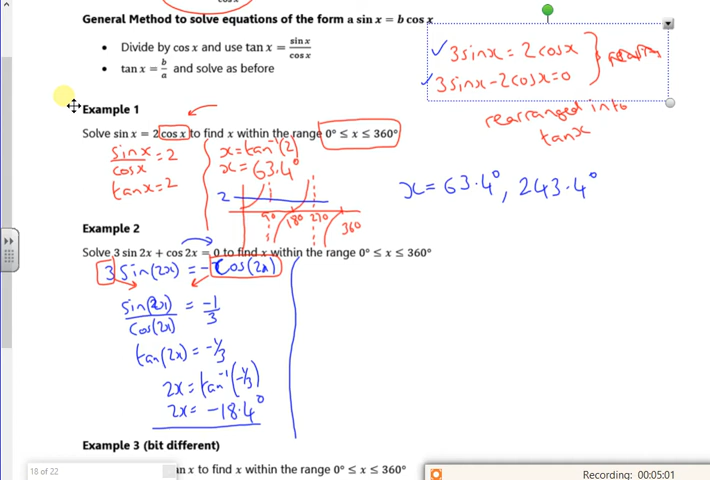 General Method to solve equations of the form a sin x = b cos x
• Divide by cos x and use tan x = sin x / cos x
• tan x = b/a and solve as before
3sinx = 2cosx
3sinx - 2cosx = 0
rearranged into
tanx
Example 1
Solve sin x = 2 cos x to find x within the range 0° ≤ x ≤ 360°
sinx/cosx = 2
tanx = 2
x = tan⁻¹(2)
x = 63.4°
2
90 180 270 360
x = 63.4°, 243.4°
Example 2
Solve 3 sin 2x + cos 2x = 0 to find x within the range 0° ≤ x ≤ 360°
3 Sin(2x) = -Cos(2x)
sin(2x)/cos(2x) = -1/3
tan(2x) = -1/3
2x = tan⁻¹(-1/3)
2x = -18.4°
Example 3 (bit different)
in x to find x within the range 0° ≤ x ≤ 360°
18 of 22
Recording: 00:05:01